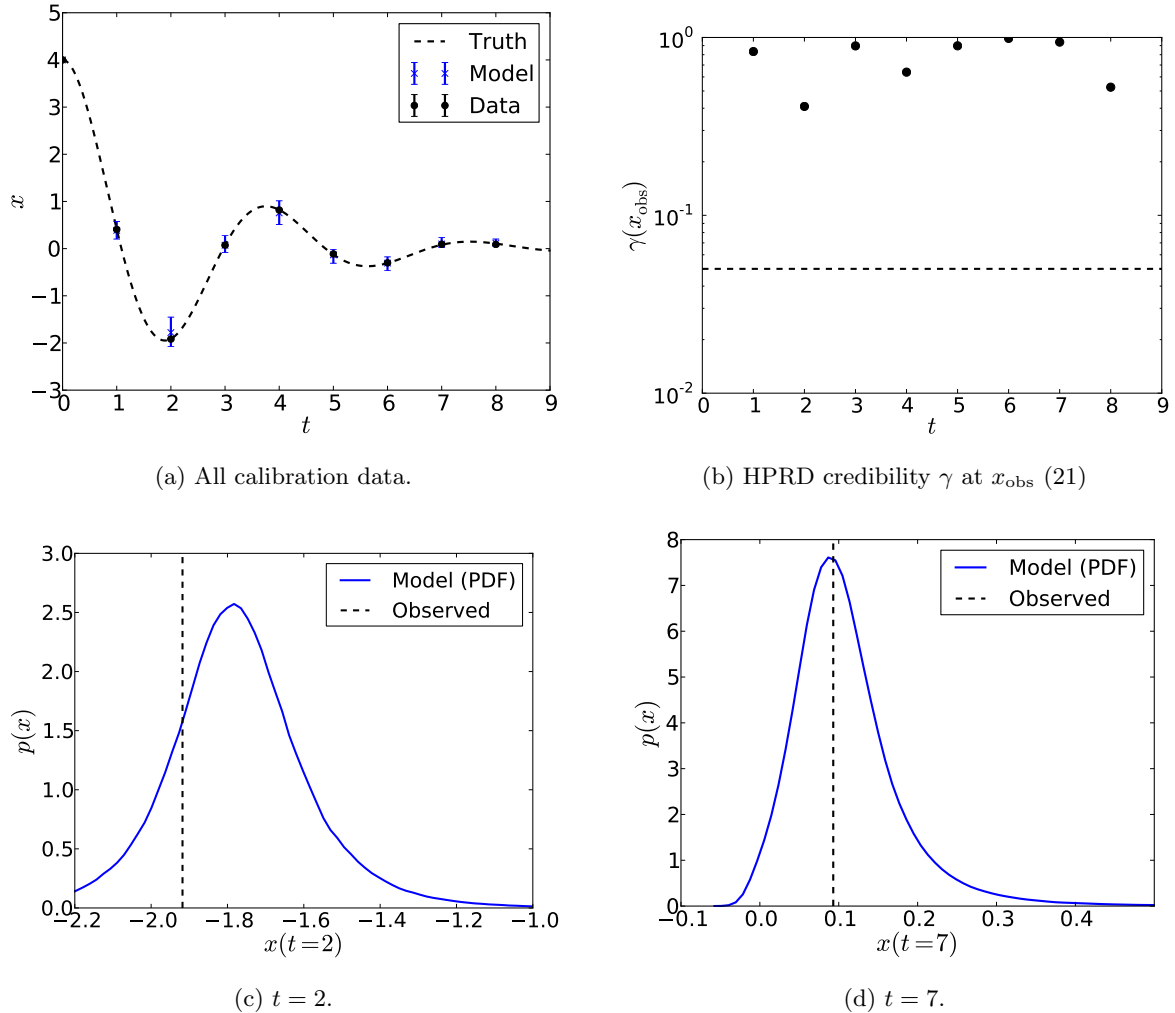 5
4
3
2
1
0
−1
−2
−3
0 1 2 3 4 5 6 7 8 9
x
t
Truth
Model
Data
(a) All calibration data.
10^0
10^-1
10^-2
0 1 2 3 4 5 6 7 8 9
γ(x_obs)
t
(b) HPRD credibility γ at x_obs (21)
3.0
2.5
2.0
1.5
1.0
0.5
0.0
−2.2 −2.0 −1.8 −1.6 −1.4 −1.2 −1.0
p(x)
x(t=2)
Model (PDF)
Observed
(c) t = 2.
8
7
6
5
4
3
2
1
0
−0.1 0.0 0.1 0.2 0.3 0.4
p(x)
x(t=7)
Model (PDF)
Observed
(d) t = 7.